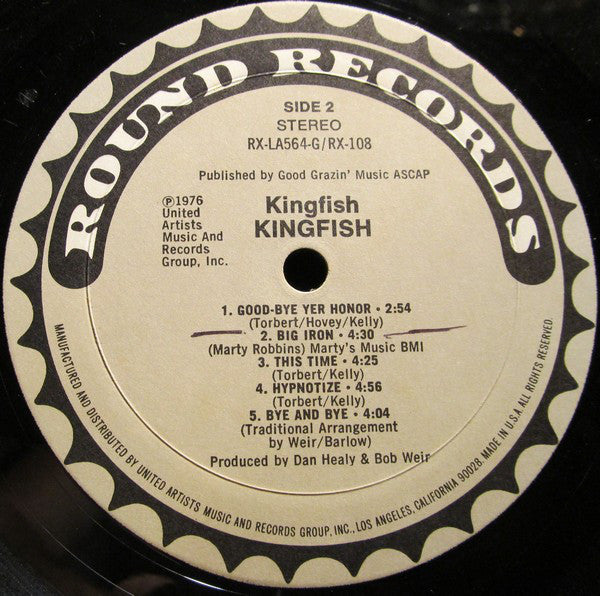 ROUND RECORDS
SIDE 2
STEREO
RX-LA564-G/RX-108
Published by Good Grazin' Music ASCAP
℗1976
United
Artists
Music And
Records
Group, Inc.
Kingfish
KINGFISH
1. GOOD-BYE YER HONOR • 2:54
(Torbert/Hovey/Kelly)
2. BIG IRON • 4:30
(Marty Robbins) Marty's Music BMI
3. THIS TIME • 4:25
(Torbert/Kelly)
4. HYPNOTIZE • 4:56
(Torbert/Kelly)
5. BYE AND BYE • 4:04
(Traditional Arrangement
by Weir/Barlow)
Produced by Dan Healy & Bob Weir
MANUFACTURED AND DISTRIBUTED BY UNITED ARTISTS MUSIC AND RECORDS GROUP, INC., LOS ANGELES, CALIFORNIA 90028. MADE IN U.S.A. ALL RIGHTS RESERVED.